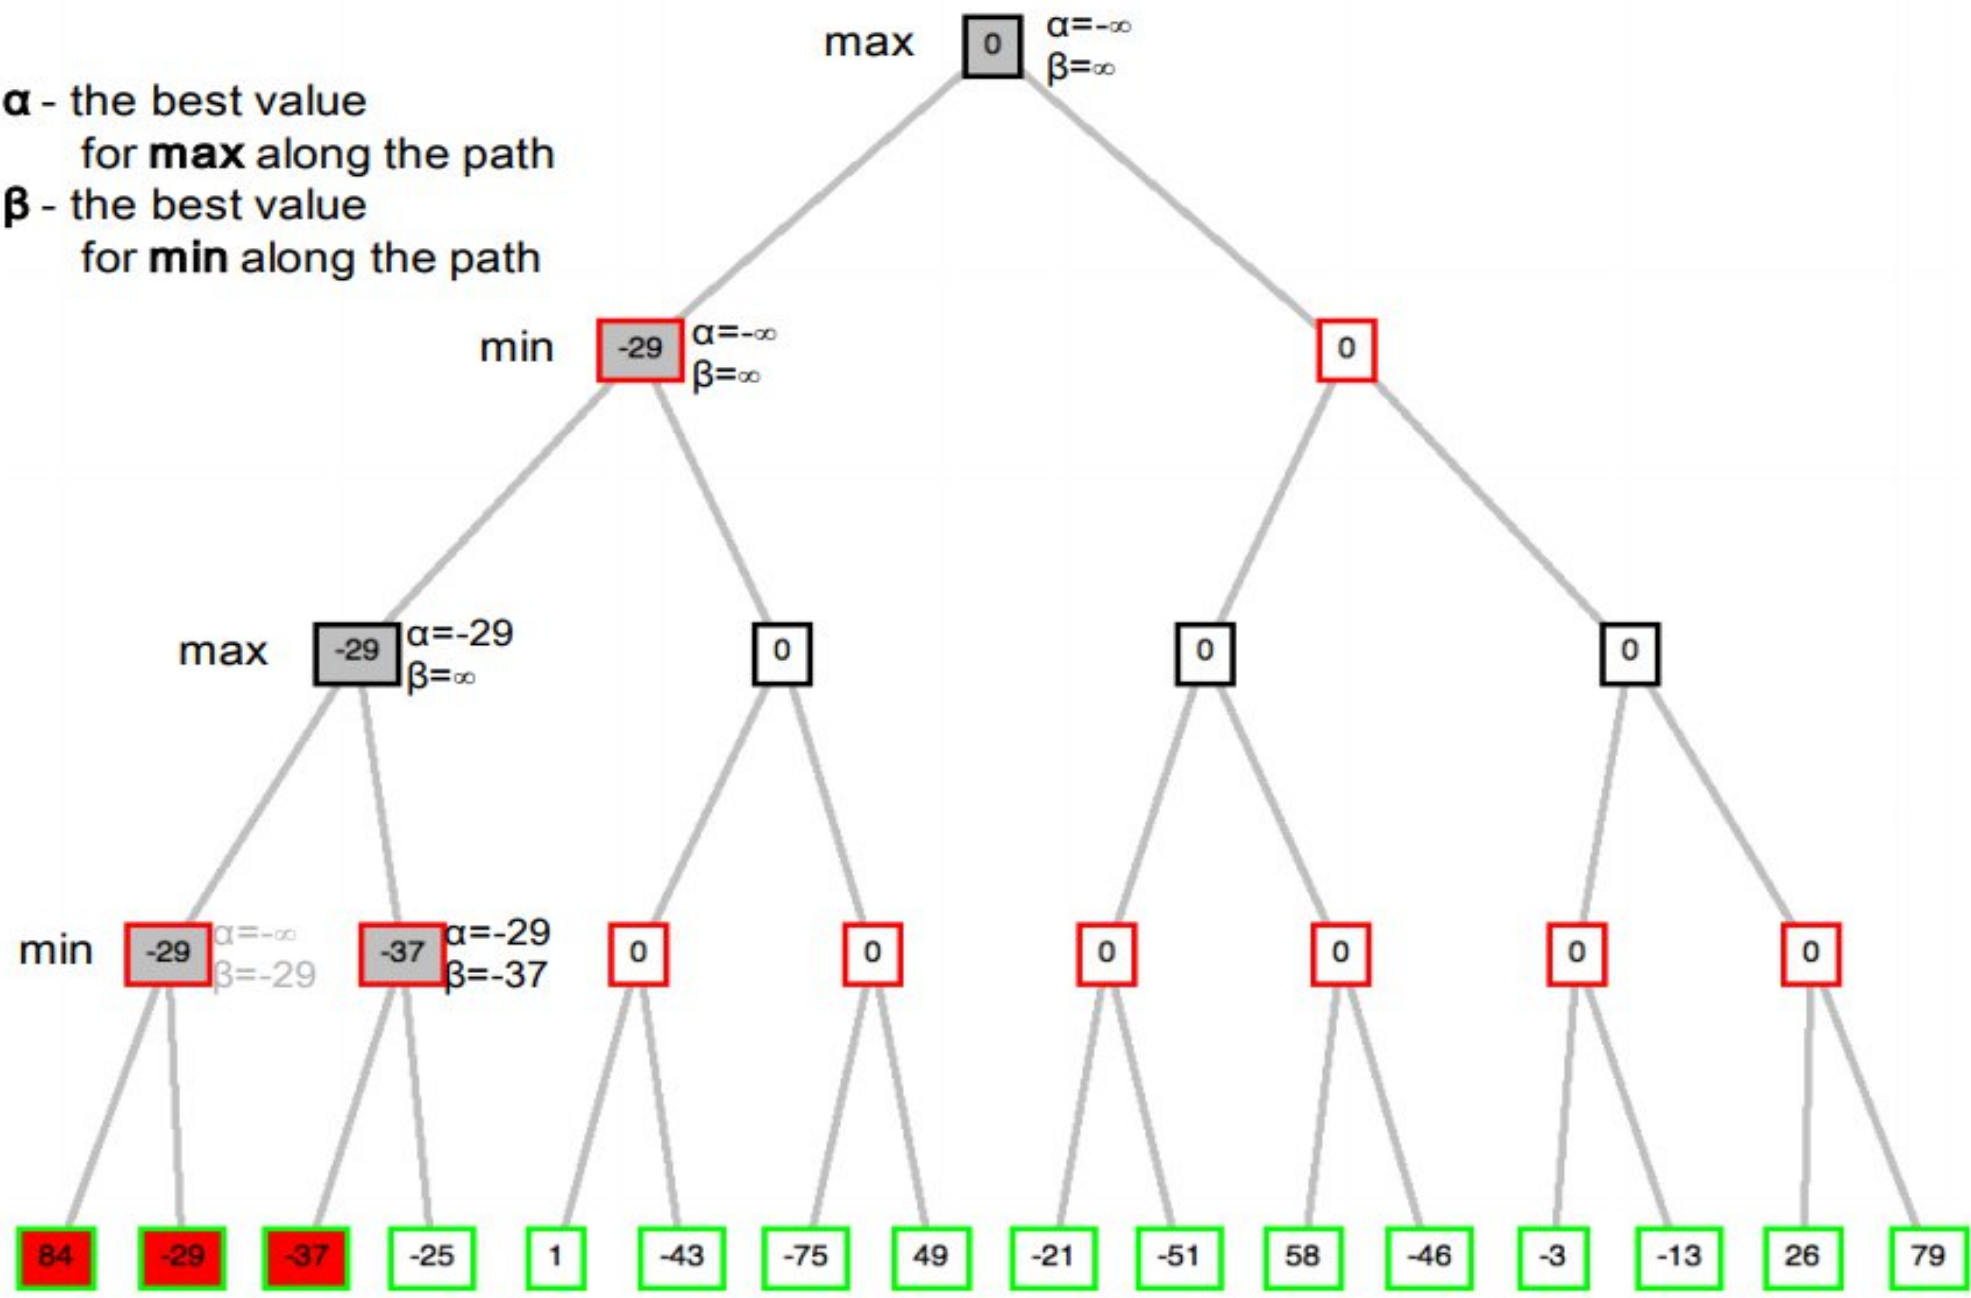 max 0 α=-∞
β=∞
α - the best value
for max along the path
β - the best value
for min along the path
min -29 α=-∞ 0
β=∞
max -29 α=-29 0 0 0
β=∞
min -29 α=-∞ -37 α=-29 0 0 0 0 0 0
β=-29 β=-37
84 -29 -37 -25 1 -43 -75 49 -21 -51 58 -46 -3 -13 26 79